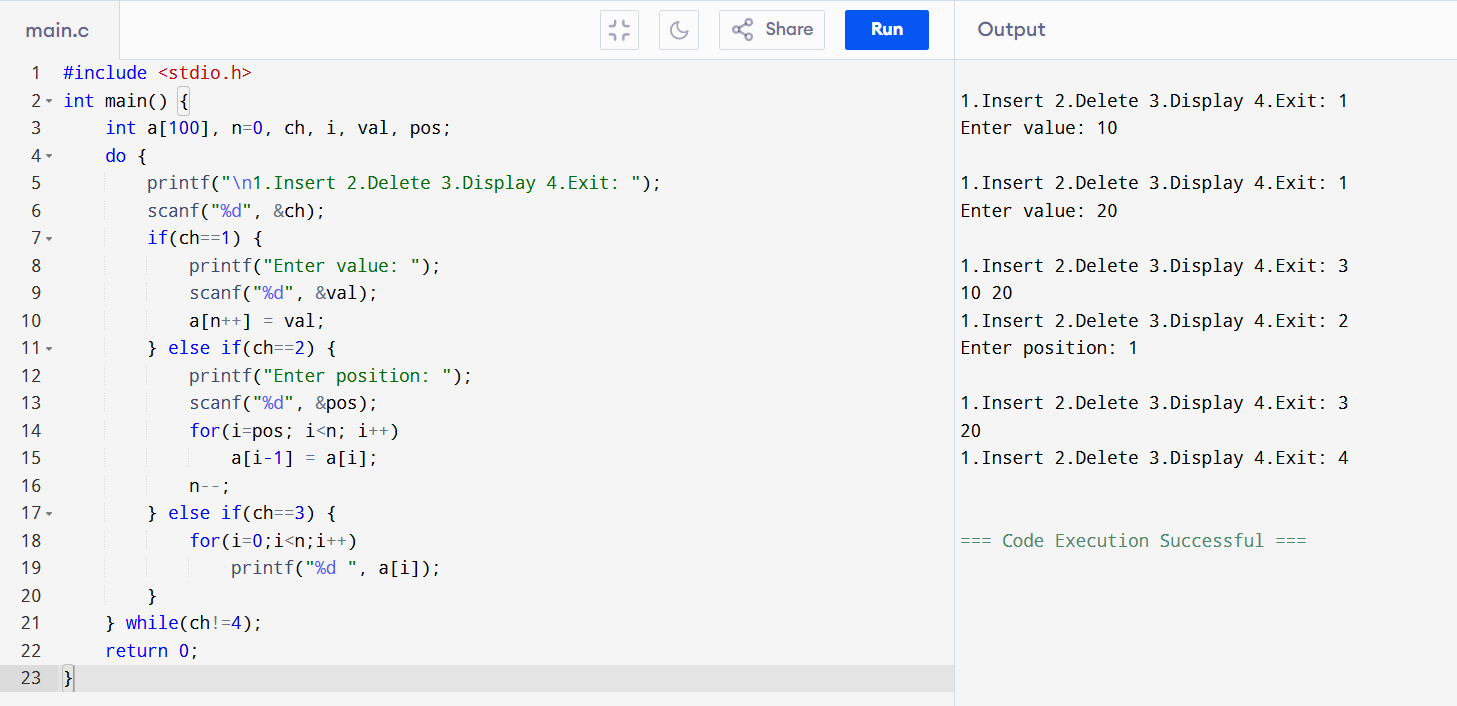 main.c
Share
Run
Output
1 #include <stdio.h>
2 int main() {
3     int a[100], n=0, ch, i, val, pos;
4     do {
5         printf("\n1.Insert 2.Delete 3.Display 4.Exit: ");
6         scanf("%d", &ch);
7         if(ch==1) {
8             printf("Enter value: ");
9             scanf("%d", &val);
10             a[n++] = val;
11         } else if(ch==2) {
12             printf("Enter position: ");
13             scanf("%d", &pos);
14             for(i=pos; i<n; i++)
15                 a[i-1] = a[i];
16             n--;
17         } else if(ch==3) {
18             for(i=0;i<n;i++)
19                 printf("%d ", a[i]);
20         }
21     } while(ch!=4);
22     return 0;
23 }
1.Insert 2.Delete 3.Display 4.Exit: 1
Enter value: 10
1.Insert 2.Delete 3.Display 4.Exit: 1
Enter value: 20
1.Insert 2.Delete 3.Display 4.Exit: 3
10 20
1.Insert 2.Delete 3.Display 4.Exit: 2
Enter position: 1
1.Insert 2.Delete 3.Display 4.Exit: 3
20
1.Insert 2.Delete 3.Display 4.Exit: 4
=== Code Execution Successful ===